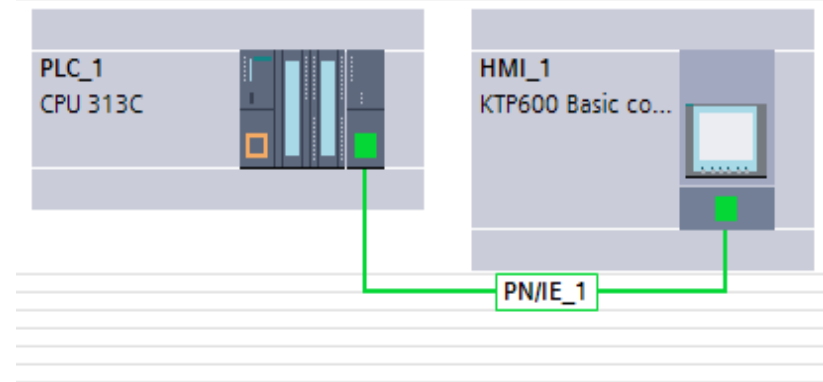 PLC_1
CPU 313C
HMI_1
KTP600 Basic co...
PN/IE_1